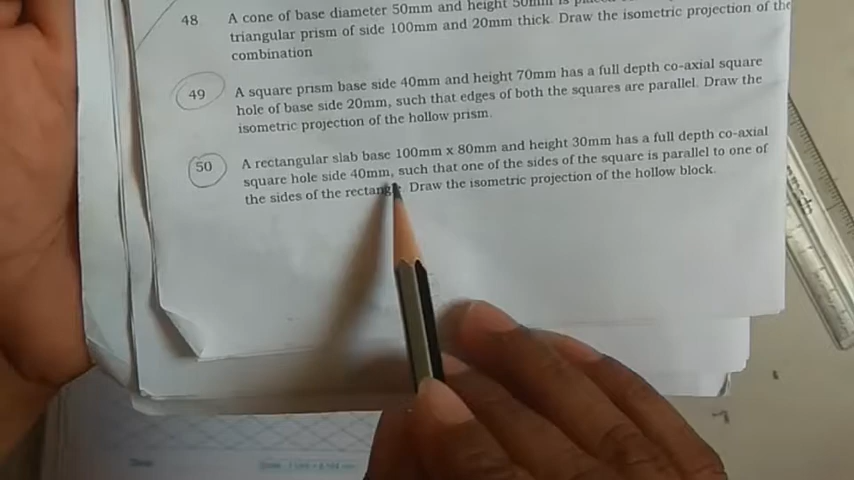 48 A cone of base diameter 50mm and height 50mm is
triangular prism of side 100mm and 20mm thick. Draw the isometric projection of the
combination
49 A square prism base side 40mm and height 70mm has a full depth co-axial square
hole of base side 20mm, such that edges of both the squares are parallel. Draw the
isometric projection of the hollow prism.
50 A rectangular slab base 100mm x 80mm and height 30mm has a full depth co-axial
square hole side 40mm, such that one of the sides of the square is parallel to one of
the sides of the Draw the isometric projection of the hollow block.